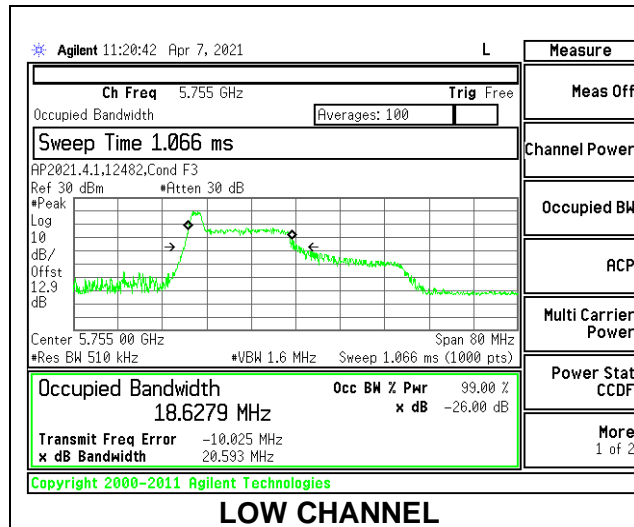 Agilent 11:20:42 Apr 7, 2021 L
Measure
Ch Freq 5.755 GHz Trig Free
Meas Off
Occupied Bandwidth Averages: 100
Sweep Time 1.066 ms
Channel Power
AP2021.4.1,12482,Cond F3
Ref 30 dBm #Atten 30 dB
#Peak
Log
10
dB/
Offst
12.9
dB
Occupied BW
ACP
Multi Carrier
Power
Center 5.755 00 GHz Span 80 MHz
#Res BW 510 kHz #VBW 1.6 MHz Sweep 1.066 ms (1000 pts)
Power Stat
CCDF
Occupied Bandwidth Occ BW % Pwr 99.00 %
18.6279 MHz x dB -26.00 dB
Transmit Freq Error -10.025 MHz
x dB Bandwidth 20.593 MHz
More
1 of 2
Copyright 2000-2011 Agilent Technologies
LOW CHANNEL